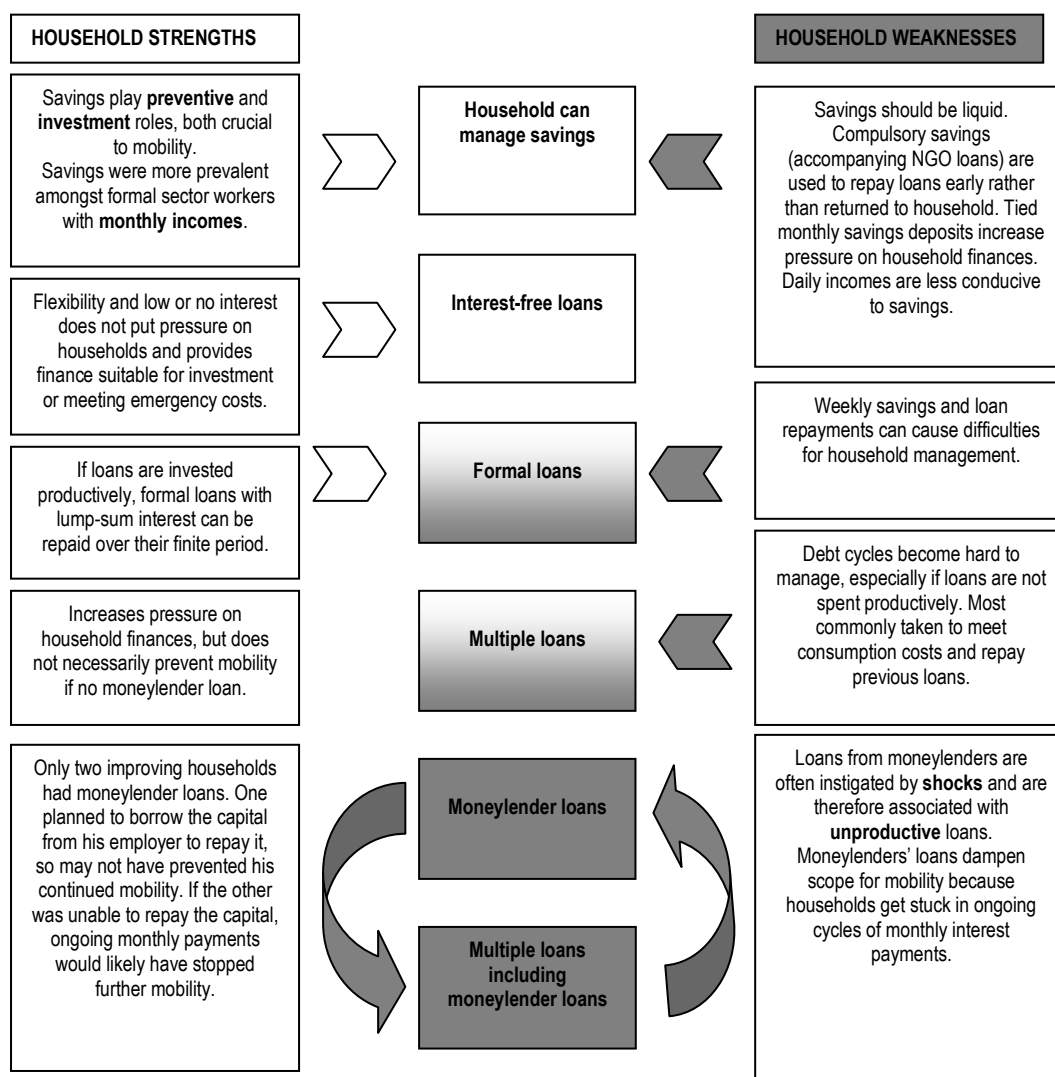 HOUSEHOLD STRENGTHS
Savings play preventive and
investment roles, both crucial
to mobility.
Savings were more prevalent
amongst formal sector workers
with monthly incomes.
Flexibility and low or no interest
does not put pressure on
households and provides
finance suitable for investment
or meeting emergency costs.
If loans are invested
productively, formal loans with
lump-sum interest can be
repaid over their finite period.
Increases pressure on
household finances, but does
not necessarily prevent mobility
if no moneylender loan.
Only two improving households
had moneylender loans. One
planned to borrow the capital
from his employer to repay it,
so may not have prevented his
continued mobility. If the other
was unable to repay the capital,
ongoing monthly payments
would likely have stopped
further mobility.
Household can
manage savings
Interest-free loans
Formal loans
Multiple loans
Moneylender loans
Multiple loans
including
moneylender loans
HOUSEHOLD WEAKNESSES
Savings should be liquid.
Compulsory savings
(accompanying NGO loans) are
used to repay loans early rather
than returned to household. Tied
monthly savings deposits increase
pressure on household finances.
Daily incomes are less conducive
to savings.
Weekly savings and loan
repayments can cause difficulties
for household management.
Debt cycles become hard to
manage, especially if loans are not
spent productively. Most
commonly taken to meet
consumption costs and repay
previous loans.
Loans from moneylenders are
often instigated by shocks and are
therefore associated with
unproductive loans.
Moneylenders' loans dampen
scope for mobility because
households get stuck in ongoing
cycles of monthly interest
payments.